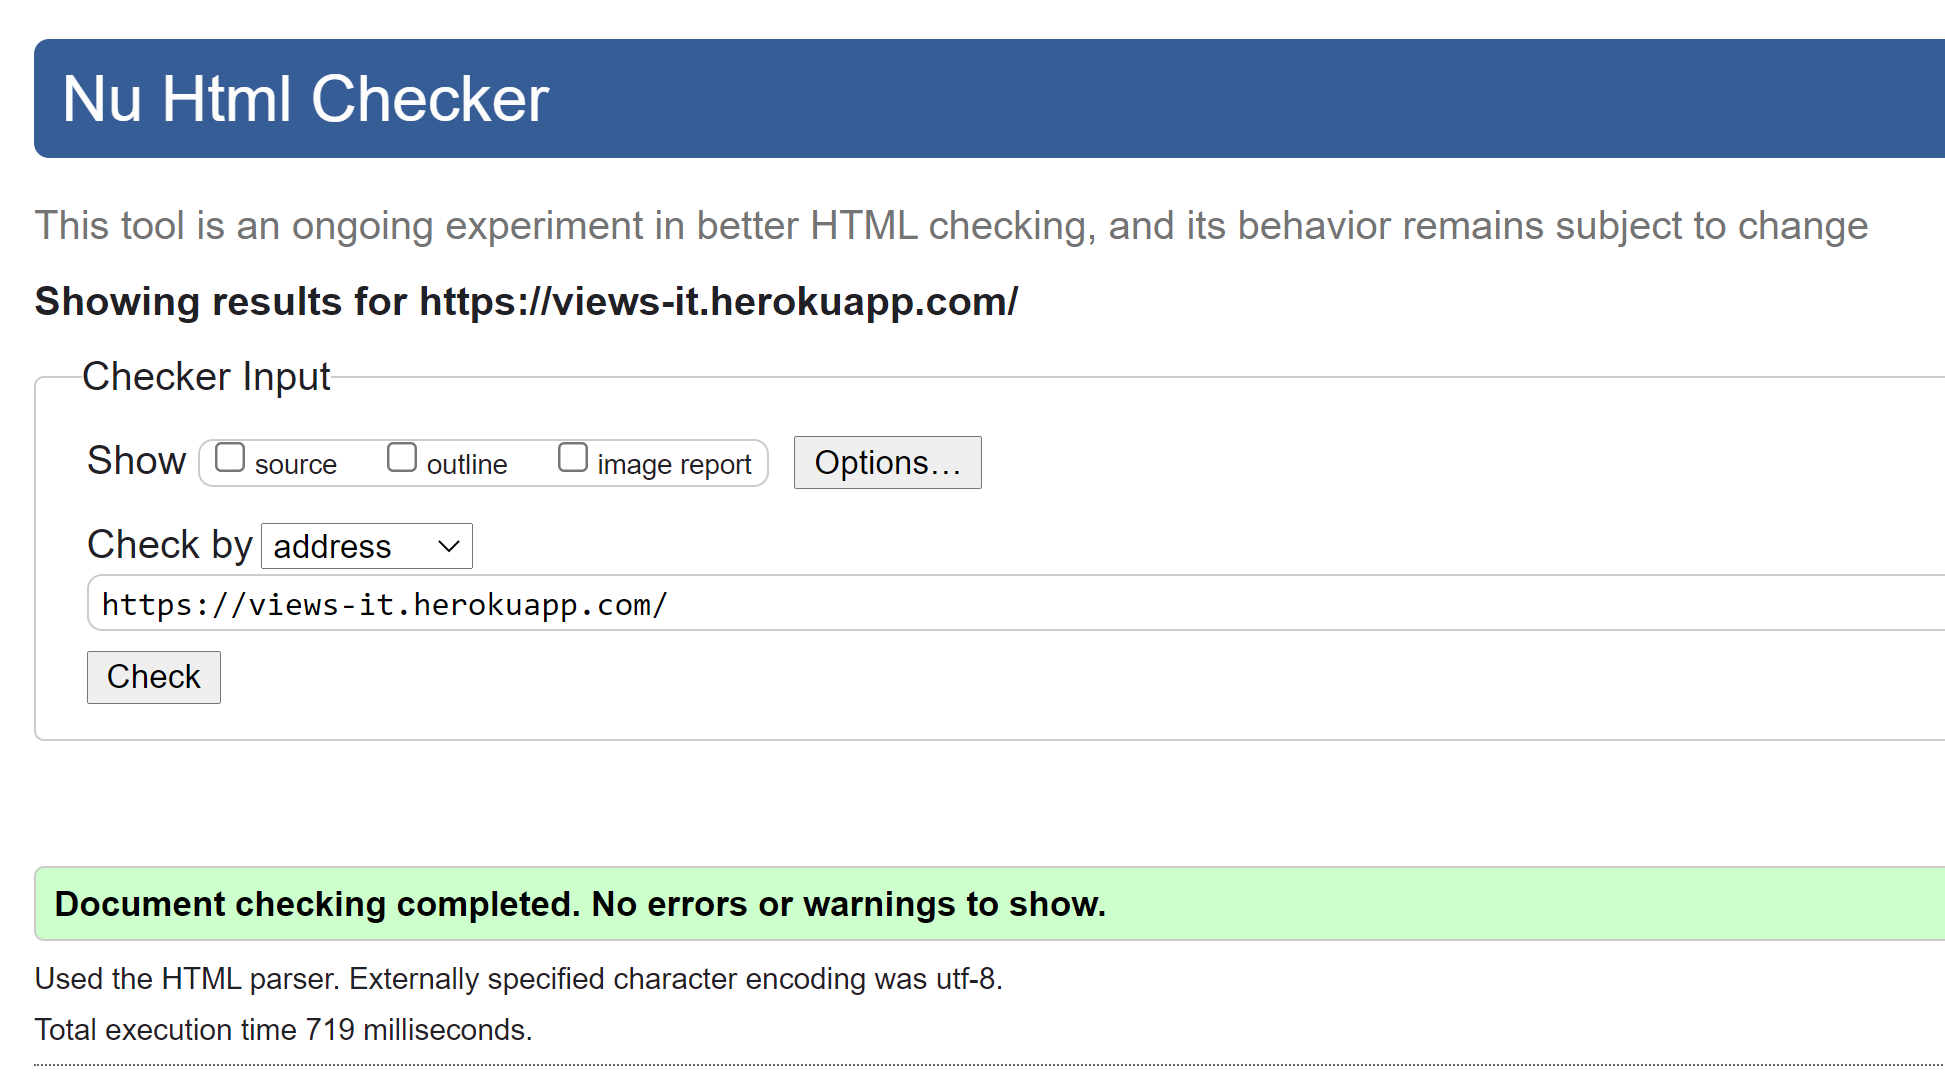 Nu Html Checker
This tool is an ongoing experiment in better HTML checking, and its behavior remains subject to change
Showing results for https://views-it.herokuapp.com/
Checker Input
Show source outline image report Options…
Check by address
https://views-it.herokuapp.com/
Check
Document checking completed. No errors or warnings to show.
Used the HTML parser. Externally specified character encoding was utf-8.
Total execution time 719 milliseconds.